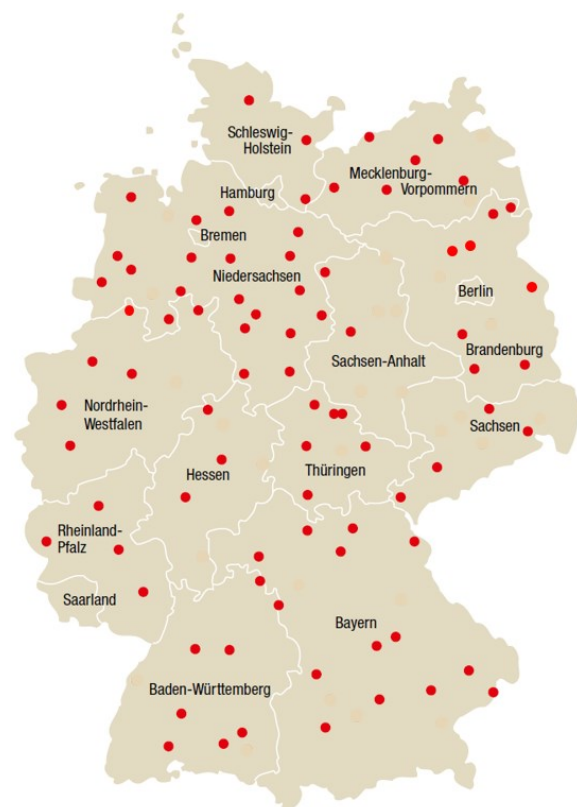 Schleswig-
Holstein
Mecklenburg-
Vorpommern
Hamburg
Bremen
Niedersachsen
Berlin
Brandenburg
Sachsen-Anhalt
Nordrhein-
Westfalen
Sachsen
Hessen
Thüringen
Rheinland-
Pfalz
Saarland
Bayern
Baden-Württemberg